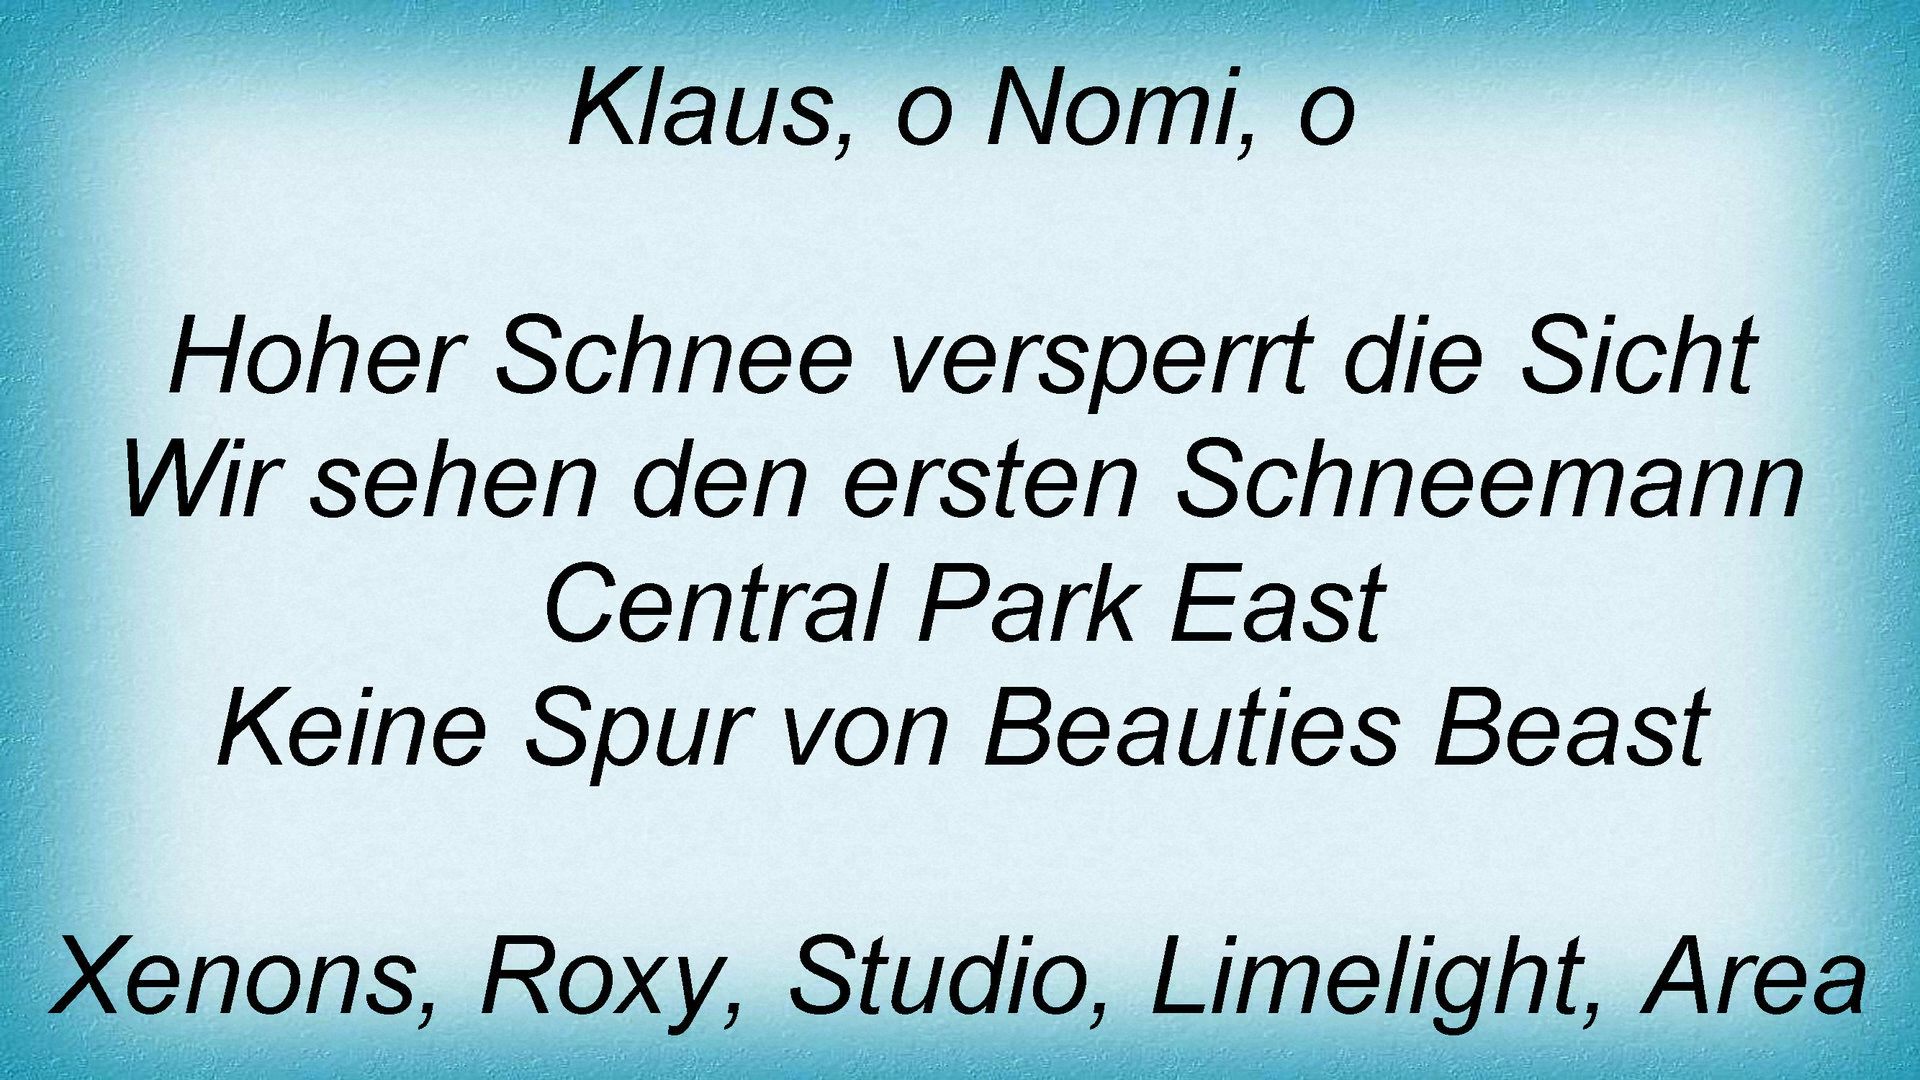 Klaus, o Nomi, o
Hoher Schnee versperrt die Sicht
Wir sehen den ersten Schneemann
Central Park East
Keine Spur von Beauties Beast
Xenons, Roxy, Studio, Limelight, Area